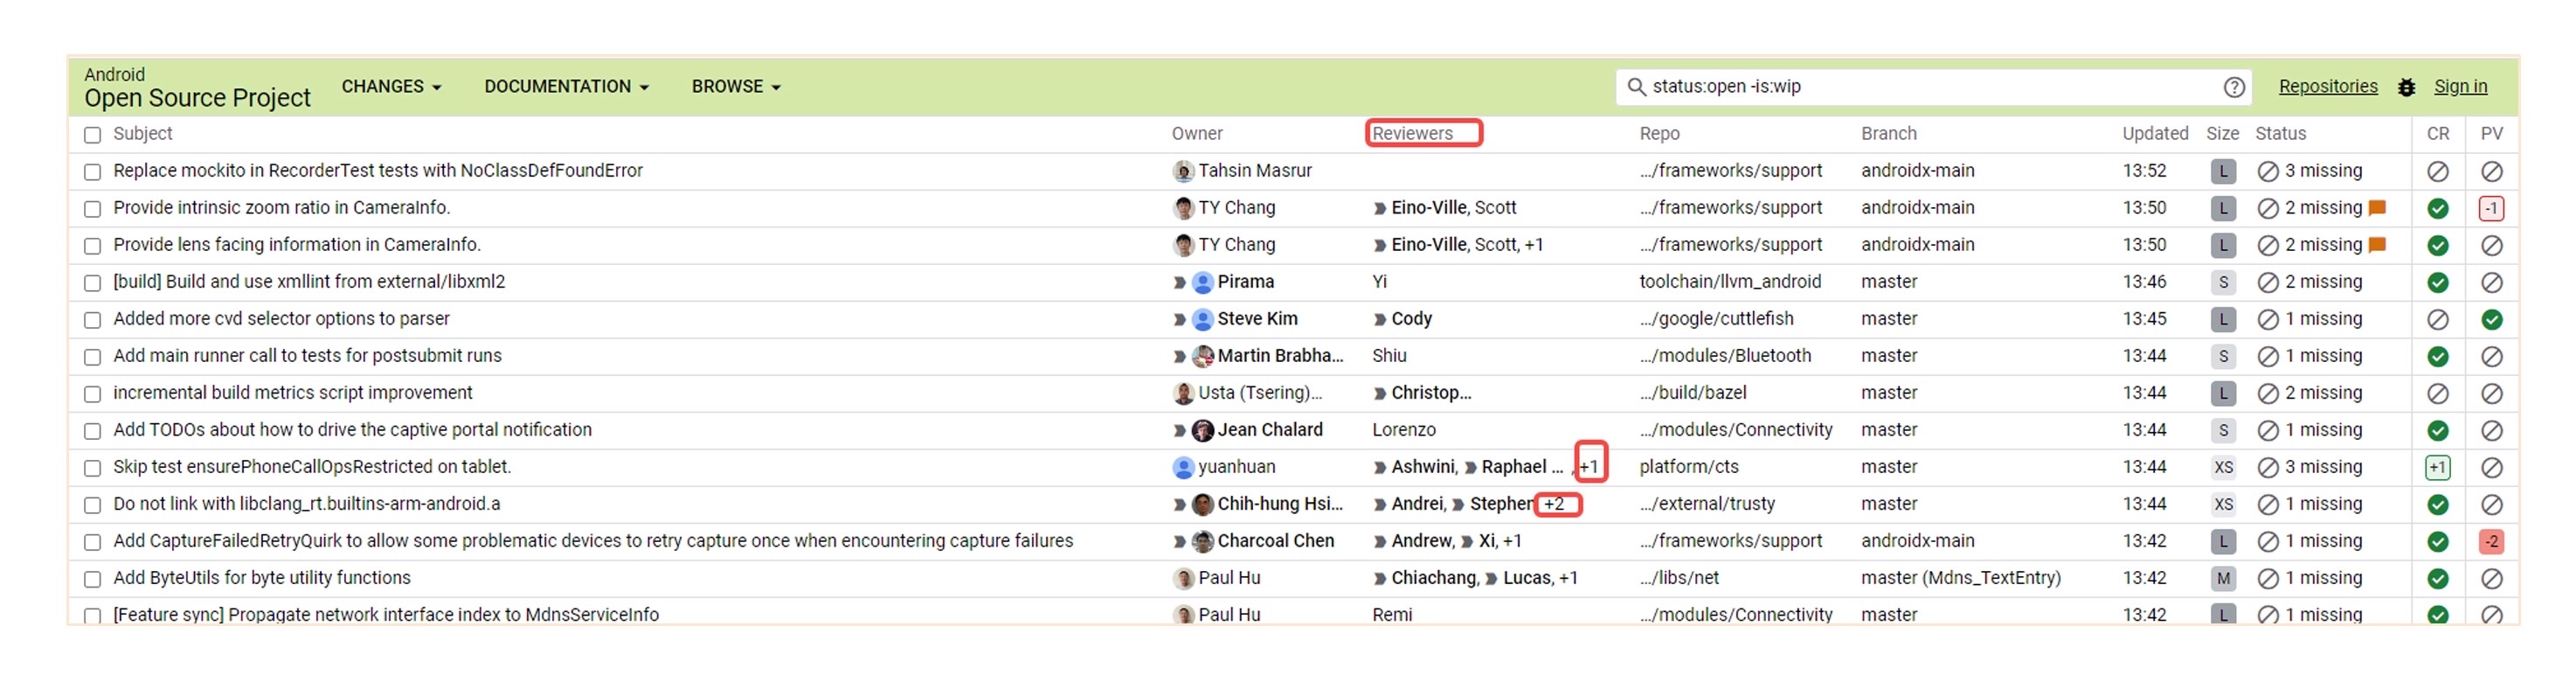 Android
Open Source Project CHANGES DOCUMENTATION BROWSE status:open -is:wip Repositories Sign in
Subject Owner Reviewers Repo Branch Updated Size Status CR PV
Replace mockito in RecorderTest tests with NoClassDefFoundError Tahsin Masrur …/frameworks/support androidx-main 13:52 L 3 missing
Provide intrinsic zoom ratio in CameraInfo. TY Chang Eino-Ville, Scott …/frameworks/support androidx-main 13:50 L 2 missing -1
Provide lens facing information in CameraInfo. TY Chang Eino-Ville, Scott, +1 …/frameworks/support androidx-main 13:50 L 2 missing
[build] Build and use xmllint from external/libxml2 Pirama Yi toolchain/llvm_android master 13:46 S 2 missing
Added more cvd selector options to parser Steve Kim Cody …/google/cuttlefish master 13:45 L 1 missing
Add main runner call to tests for postsubmit runs Martin Brabha... Shiu …/modules/Bluetooth master 13:44 S 1 missing
incremental build metrics script improvement Usta (Tsering)... Christop... …/build/bazel master 13:44 L 2 missing
Add TODOs about how to drive the captive portal notification Jean Chalard Lorenzo …/modules/Connectivity master 13:44 S 1 missing
Skip test ensurePhoneCallOpsRestricted on tablet. yuanhuan Ashwini, Raphael ... , +1 platform/cts master 13:44 XS 3 missing +1
Do not link with libclang_rt.builtins-arm-android.a Chih-hung Hsi... Andrei, Stephen +2 …/external/trusty master 13:44 XS 1 missing
Add CaptureFailedRetryQuirk to allow some problematic devices to retry capture once when encountering capture failures Charcoal Chen Andrew, Xi, +1 …/frameworks/support androidx-main 13:42 L 1 missing -2
Add ByteUtils for byte utility functions Paul Hu Chiachang, Lucas, +1 …/libs/net master (Mdns_TextEntry) 13:42 M 1 missing
[Feature sync] Propagate network interface index to MdnsServiceInfo Paul Hu Remi …/modules/Connectivity master 13:42 L 1 missing